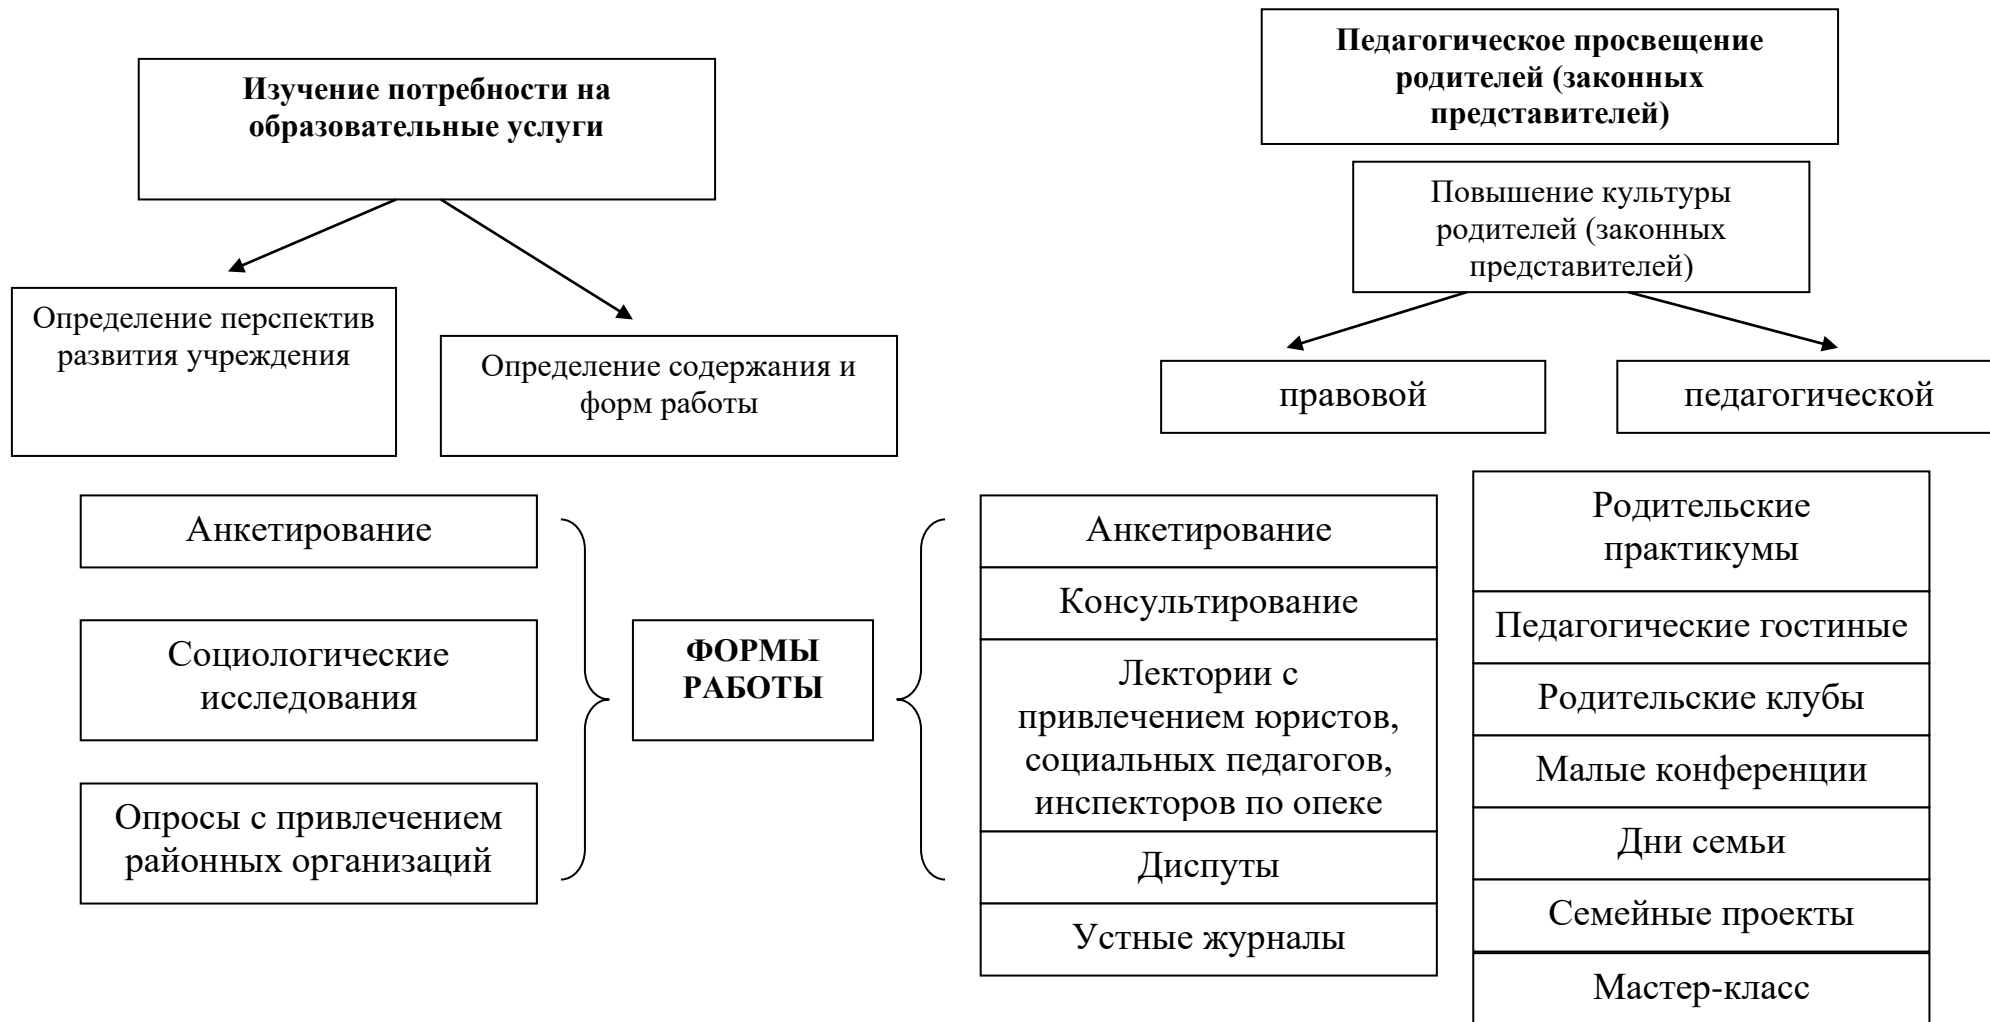 Изучение потребности на
образовательные услуги
Педагогическое просвещение
родителей (законных
представителей)
Повышение культуры
родителей (законных
представителей)
Определение перспектив
развития учреждения
Определение содержания и
форм работы
правовой
педагогической
Анкетирование
Социологические
исследования
Опросы с привлечением
районных организаций
ФОРМЫ
РАБОТЫ
Анкетирование
Консультирование
Лектории с
привлечением юристов,
социальных педагогов,
инспекторов по опеке
Диспуты
Устные журналы
Родительские
практикумы
Педагогические гостиные
Родительские клубы
Малые конференции
Дни семьи
Семейные проекты
Мастер-класс